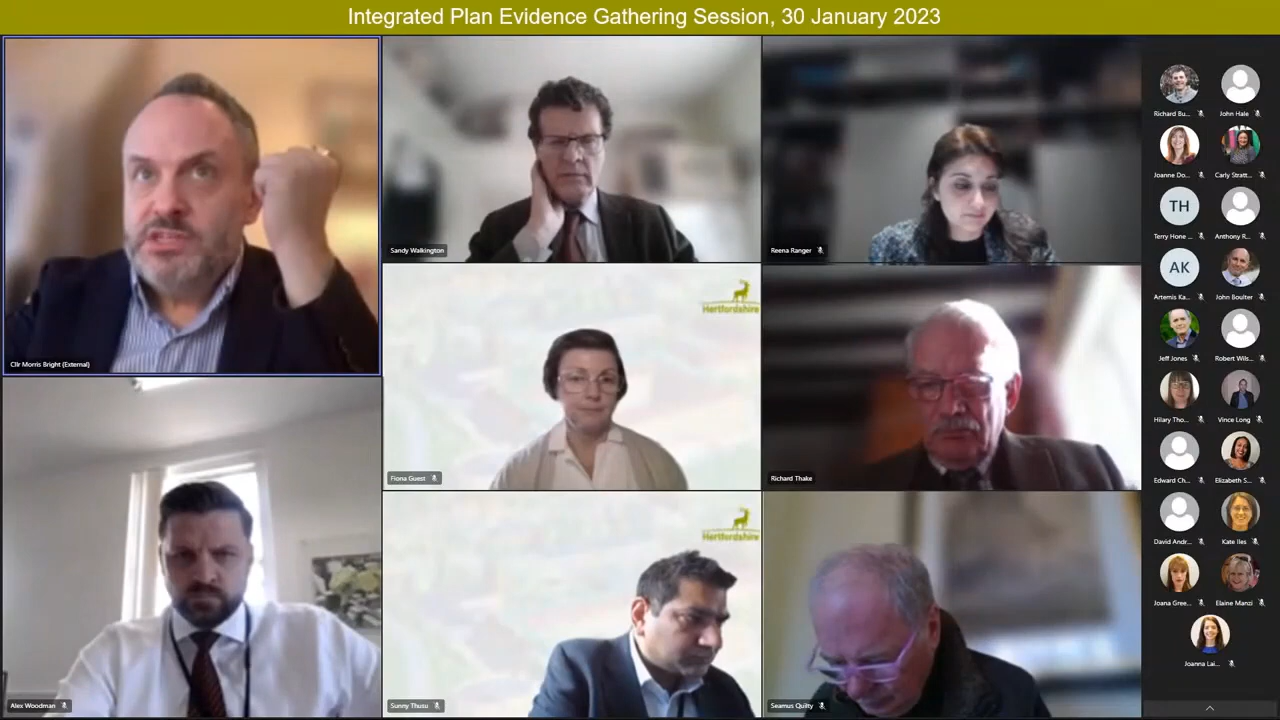 Integrated Plan Evidence Gathering Session, 30 January 2023
Cllr Morris Bright (External)
Sandy Walkington
Reena Ranger
Hertfordshire
Fiona Guest
Richard Thake
Alex Woodman
Hertfordshire
Sunny Thusu
Seamus Quilty
Richard Bu...
John Hale
Joanne Do...
Carly Stratt...
TH
Terry Hone ...
Anthony R...
AK
Artemis Ka...
John Boulter
Jeff Jones
Robert Wils...
Hilary Tho...
Vince Long
Edward Ch...
Elizabeth S...
David Andr...
Kate Iles
Joana Gree...
Elaine Manzi
Joanna Lai...